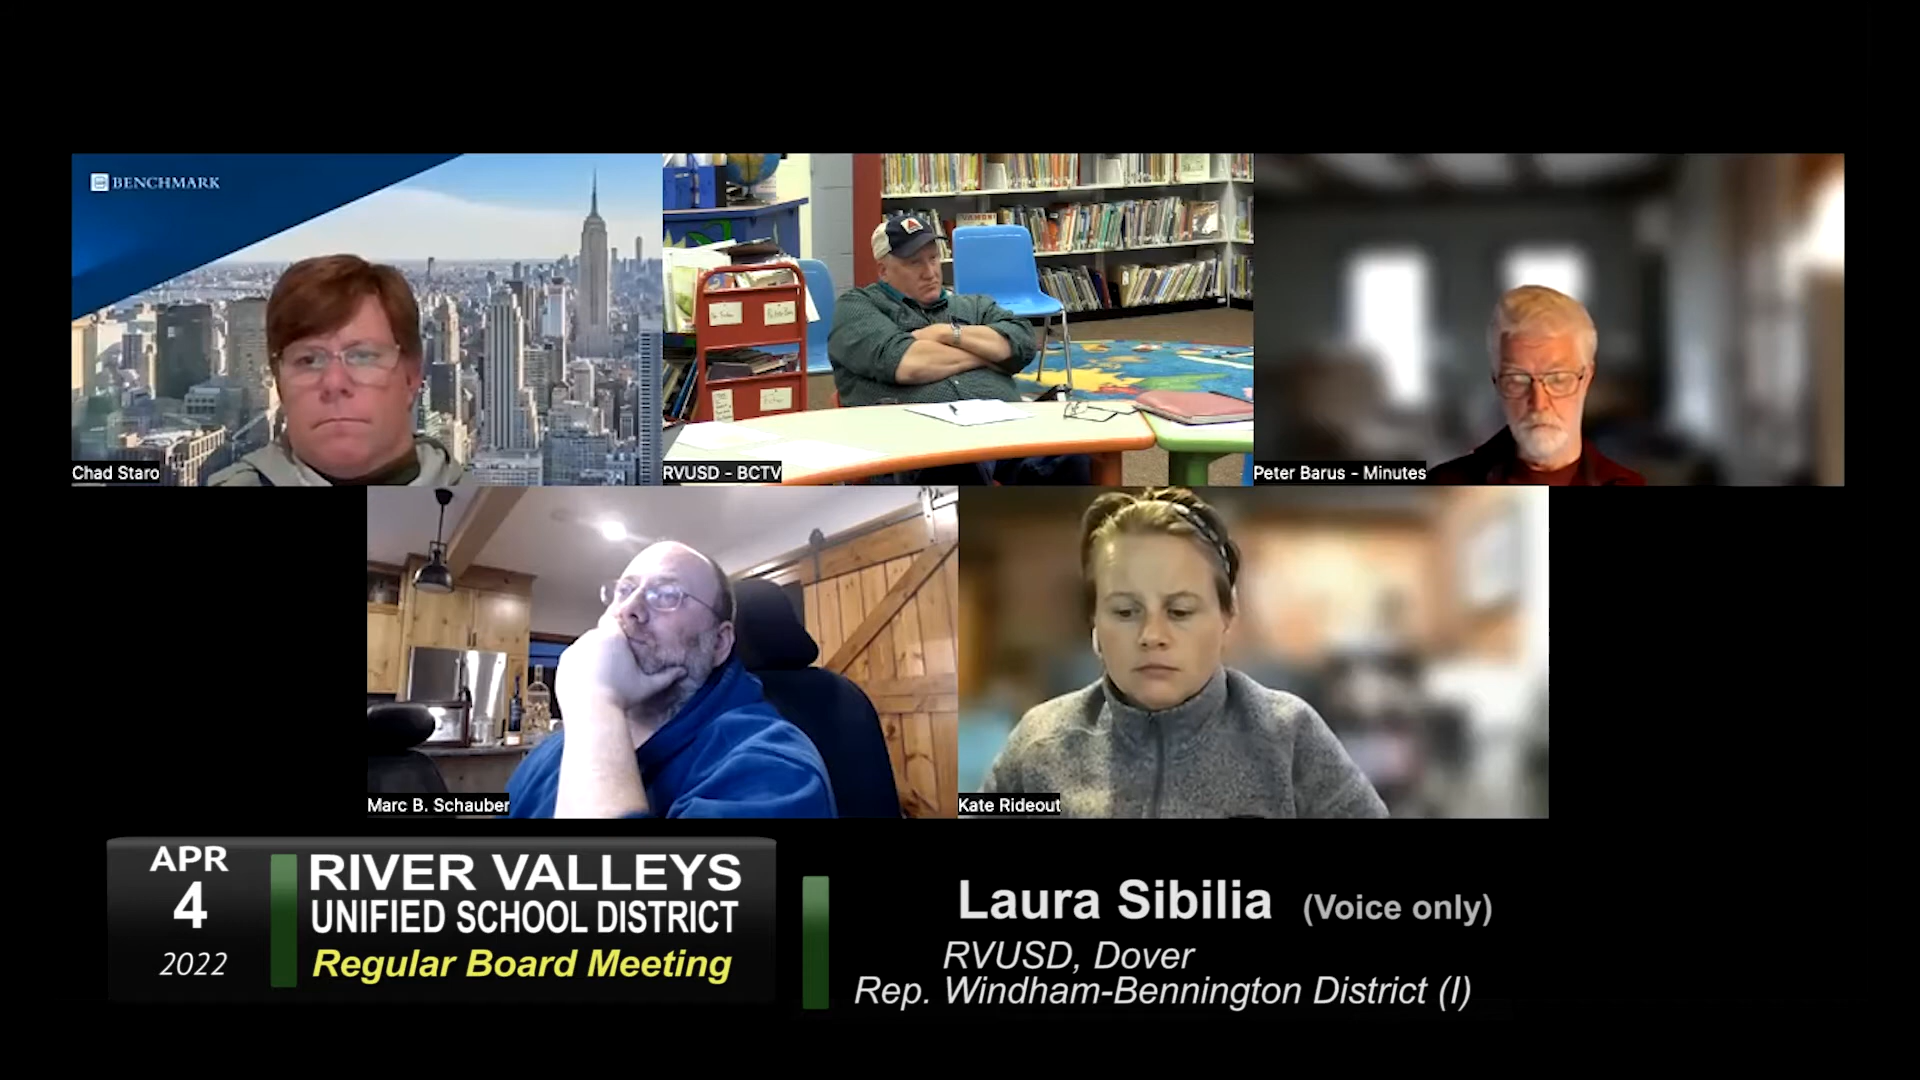 BENCHMARK
Chad Staro
RVUSD - BCTV
Peter Barus - Minutes
Marc B. Schauber
Kate Rideout
APR
4
2022
RIVER VALLEYS
UNIFIED SCHOOL DISTRICT
Regular Board Meeting
Laura Sibilia (Voice only)
RVUSD, Dover
Rep. Windham-Bennington District (I)